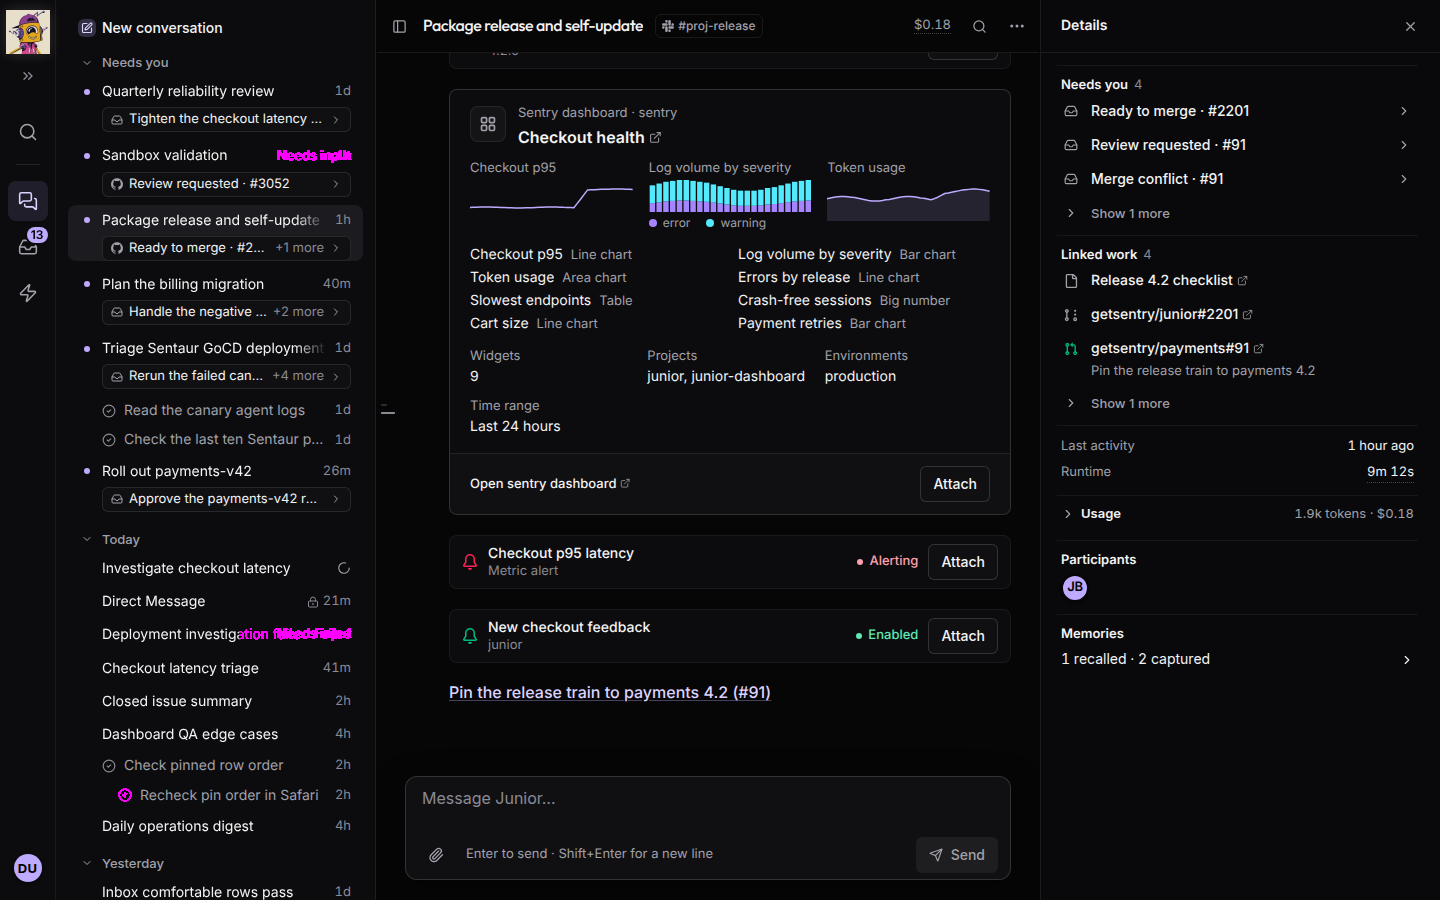 New conversation
Needs you
Quarterly reliability review 1d
Tighten the checkout latency ...
Sandbox validation
Review requested · #3052
Package release and self-update 1h
Ready to merge · #2... +1 more
Plan the billing migration 40m
Handle the negative ... +2 more
Triage Sentaur GoCD deployment 1d
Rerun the failed can... +4 more
Read the canary agent logs 1d
Check the last ten Sentaur p... 1d
Roll out payments-v42 26m
Approve the payments-v42 r...
Today
Investigate checkout latency
Direct Message 21m
Deployment investigation
Checkout latency triage 41m
Closed issue summary 2h
Dashboard QA edge cases 4h
Check pinned row order 2h
Recheck pin order in Safari 2h
Daily operations digest 4h
Yesterday
Inbox comfortable rows pass 1d
13
DU
Package release and self-update #proj-release $0.18
Sentry dashboard · sentry
Checkout health
Checkout p95 Log volume by severity Token usage
error warning
Checkout p95 Line chart Log volume by severity Bar chart
Token usage Area chart Errors by release Line chart
Slowest endpoints Table Crash-free sessions Big number
Cart size Line chart Payment retries Bar chart
Widgets Projects Environments
9 junior, junior-dashboard production
Time range
Last 24 hours
Open sentry dashboard Attach
Checkout p95 latency
Metric alert
Alerting Attach
New checkout feedback
junior
Enabled Attach
Pin the release train to payments 4.2 (#91)
Message Junior...
Enter to send · Shift+Enter for a new line Send
Details
Needs you 4
Ready to merge · #2201
Review requested · #91
Merge conflict · #91
Show 1 more
Linked work 4
Release 4.2 checklist
getsentry/junior#2201
getsentry/payments#91
Pin the release train to payments 4.2
Show 1 more
Last activity 1 hour ago
Runtime 9m 12s
Usage 1.9k tokens · $0.18
Participants
JB
Memories
1 recalled · 2 captured